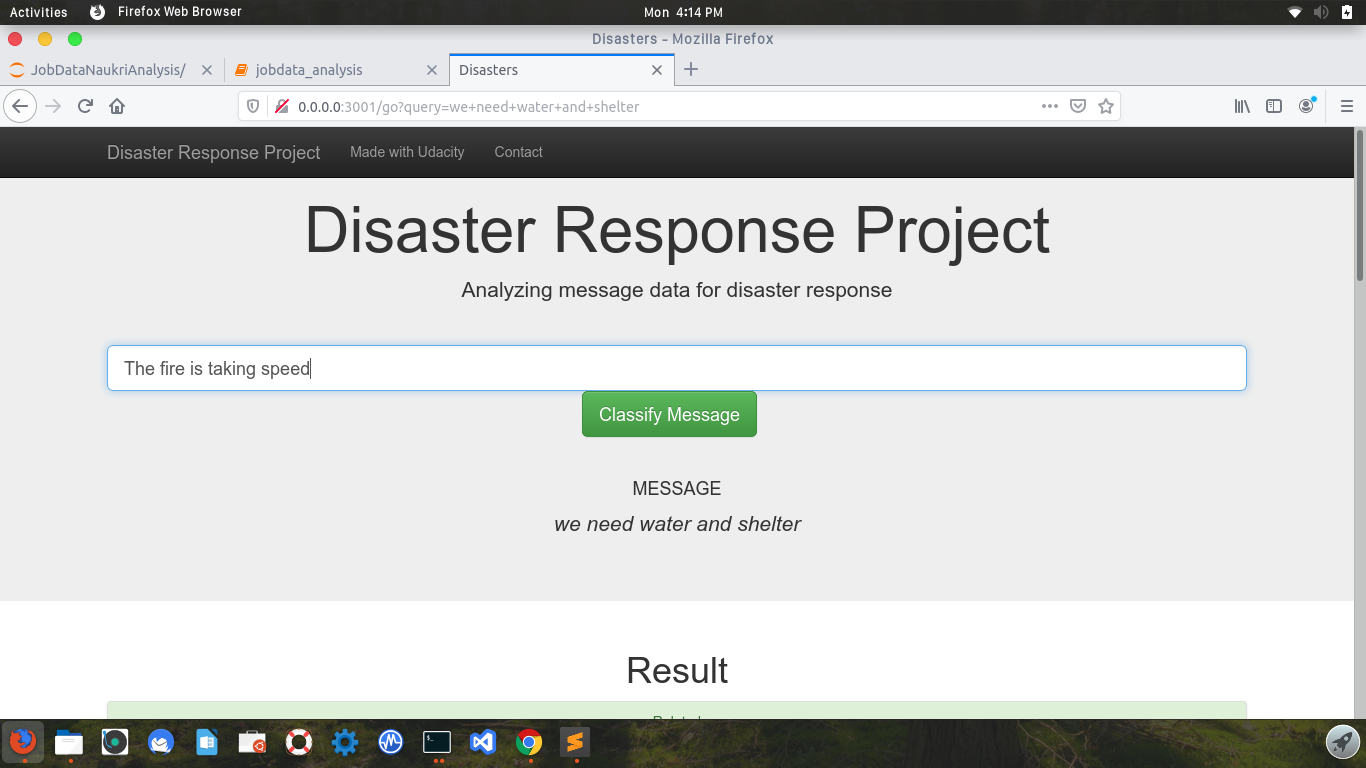 Activities Firefox Web Browser Mon 4:14 PM
Disasters - Mozilla Firefox
JobDataNaukriAnalysis/ jobdata_analysis Disasters
0.0.0.0:3001/go?query=we+need+water+and+shelter
Disaster Response Project Made with Udacity Contact
Disaster Response Project
Analyzing message data for disaster response
The fire is taking speed
Classify Message
MESSAGE
we need water and shelter
Result